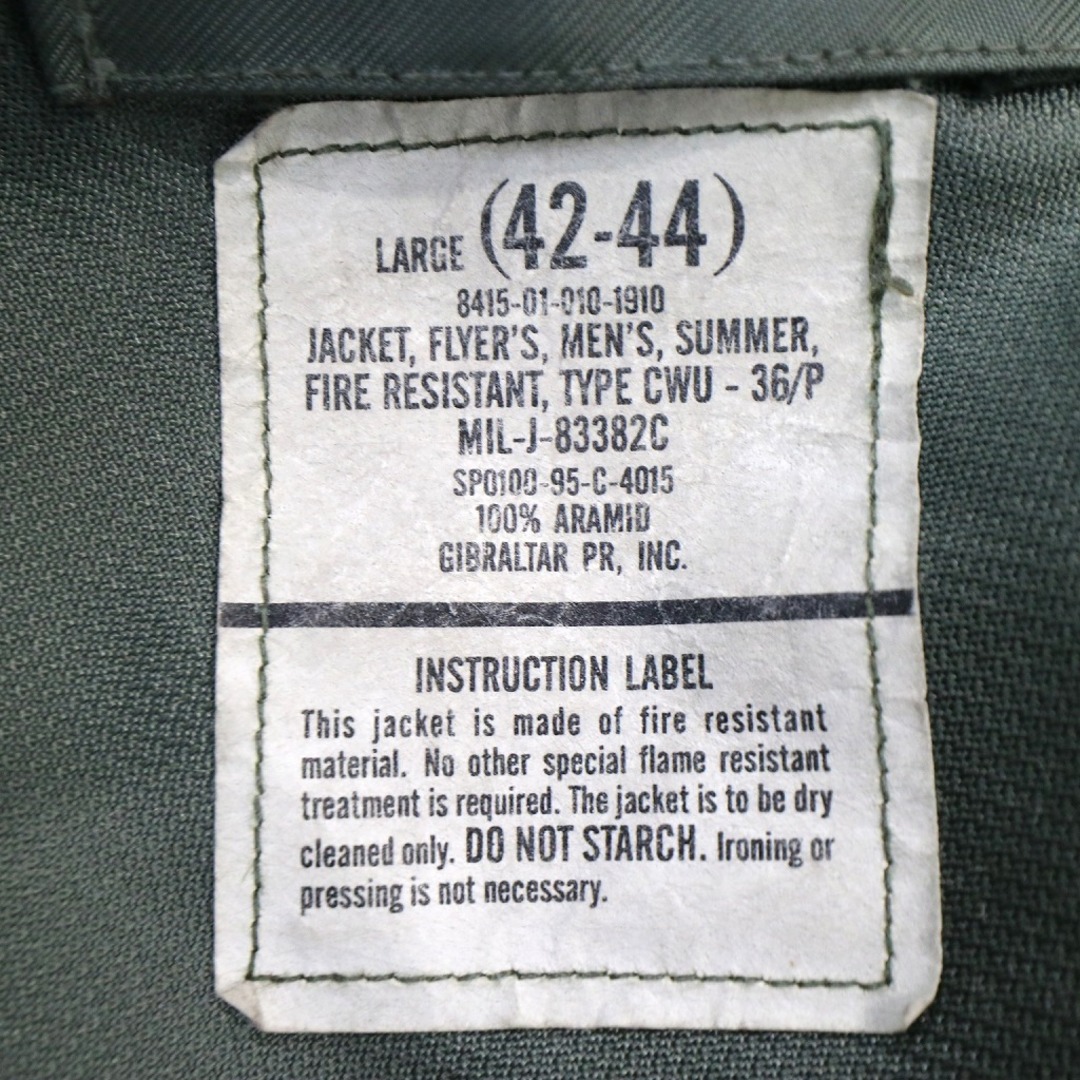 LARGE (42-44)
8415-01-010-1910
JACKET, FLYER'S, MEN'S, SUMMER,
FIRE RESISTANT, TYPE CWU - 36/P
MIL-J-83382C
SP0100-95-C-4015
100% ARAMID
GIBRALTAR PR, INC.
INSTRUCTION LABEL
This jacket is made of fire resistant
material. No other special flame resistant
treatment is required. The jacket is to be dry
cleaned only. DO NOT STARCH. Ironing or
pressing is not necessary.